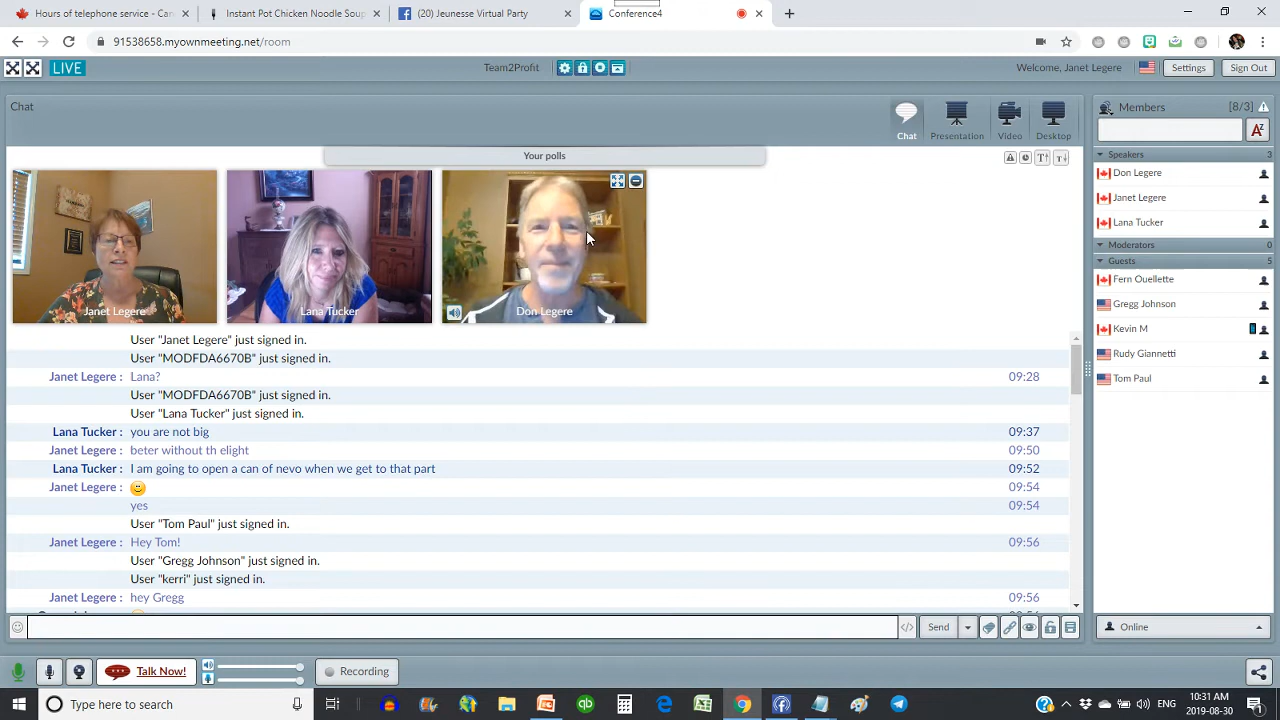 Hours of telephone service - Can
Instant Pot Chicken Noodle Soup
(20) Jeunesse Virtual Party
Conference4
91538658.myownmeeting.net/room
LIVE
Team2Profit
Welcome, Janet Legere
Settings
Sign Out
Chat
Chat
Presentation
Video
Desktop
Your polls
Janet Legere
Lana Tucker
Don Legere
User "Janet Legere" just signed in.
User "MODFDA6670B" just signed in.
Janet Legere : Lana? 09:28
User "MODFDA6670B" just signed in.
User "Lana Tucker" just signed in.
Lana Tucker : you are not big 09:37
Janet Legere : beter without th elight 09:50
Lana Tucker : I am going to open a can of nevo when we get to that part 09:52
Janet Legere : 09:54
yes 09:54
User "Tom Paul" just signed in.
Janet Legere : Hey Tom! 09:56
User "Gregg Johnson" just signed in.
User "kerri" just signed in.
Janet Legere : hey Gregg 09:56
Send
Talk Now!
Recording
Members [8/3]
Speakers 3
Don Legere
Janet Legere
Lana Tucker
Moderators 0
Guests 5
Fern Ouellette
Gregg Johnson
Kevin M
Rudy Giannetti
Tom Paul
Online
Type here to search
ENG
10:31 AM
2019-08-30